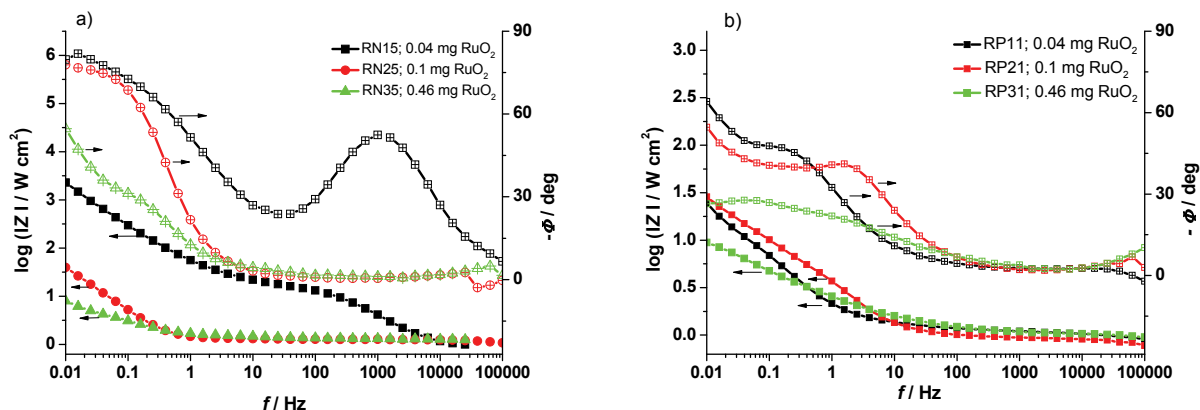 a)
RN15; 0.04 mg RuO₂
RN25; 0.1 mg RuO₂
RN35; 0.46 mg RuO₂
log (IZ I / W cm²)
6
5
4
3
2
1
0
90
60
30
0
-Φ / deg
0.01 0.1 1 10 100 1000 10000 100000
f / Hz
b)
RP11; 0.04 mg RuO₂
RP21; 0.1 mg RuO₂
RP31; 0.46 mg RuO₂
log (IZ I / W cm²)
3.0
2.5
2.0
1.5
1.0
0.5
0.0
90
60
30
0
- Φ / deg
0.01 0.1 1 10 100 1000 10000 100000
f / Hz